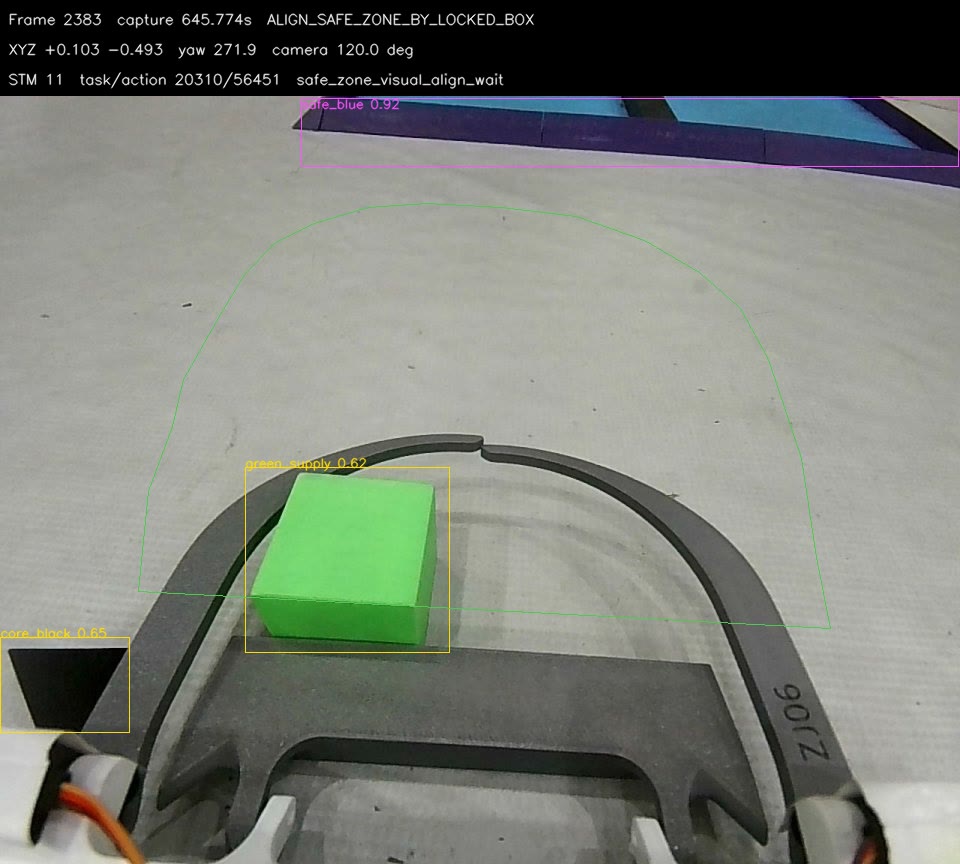 Frame 2383 capture 645.774s ALIGN_SAFE_ZONE_BY_LOCKED_BOX
XYZ +0.103 -0.493 yaw 271.9 camera 120.0 deg
STM 11 task/action 20310/56451 safe_zone_visual_align_wait
safe_blue 0.92
green_supply 0.62
core_black 0.65
ZJ06